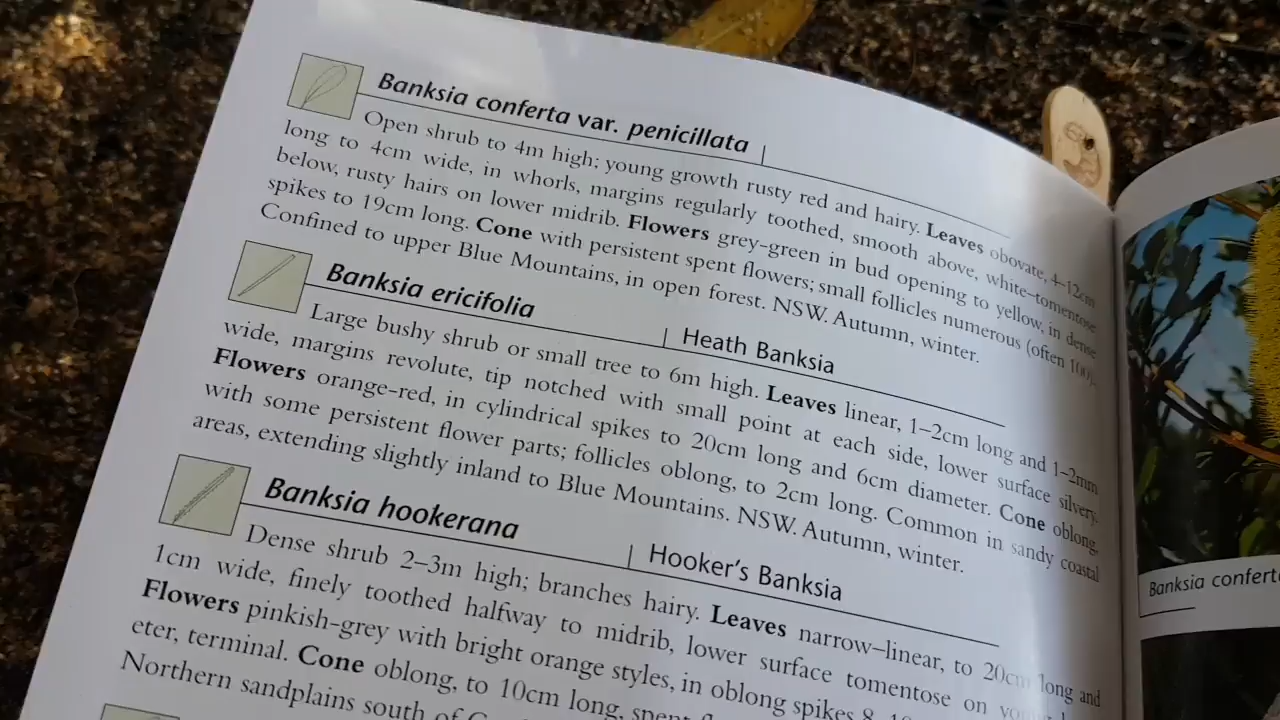 Banksia conferta var. penicillata
Open shrub to 4m high; young growth rusty red and hairy. Leaves obovate, 4–12cm
long to 4cm wide, in whorls, margins regularly toothed, smooth above, white–tomentose
below, rusty hairs on lower midrib. Flowers grey-green in bud opening to yellow, in dense
spikes to 19cm long. Cone with persistent spent flowers; small follicles numerous (often 100).
Confined to upper Blue Mountains, in open forest. NSW. Autumn, winter.
Banksia ericifolia
Heath Banksia
Large bushy shrub or small tree to 6m high. Leaves linear, 1–2cm long and 1–2mm
wide, margins revolute, tip notched with small point at each side, lower surface silvery.
Flowers orange-red, in cylindrical spikes to 20cm long and 6cm diameter. Cone oblong,
with some persistent flower parts; follicles oblong, to 2cm long. Common in sandy coastal
areas, extending slightly inland to Blue Mountains. NSW. Autumn, winter.
Banksia hookerana
Hooker's Banksia
Dense shrub 2–3m high; branches hairy. Leaves narrow–linear, to 20cm long and
1cm wide, finely toothed halfway to midrib, lower surface tomentose on
Flowers pinkish-grey with bright orange styles, in oblong spikes
eter, terminal. Cone oblong, to 10cm long, spent
Northern sandplains south of
Banksia conferta